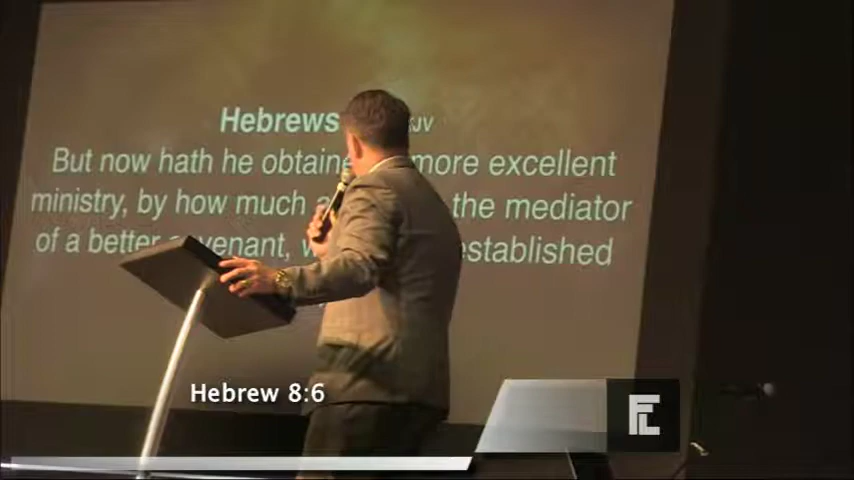 Hebrews KJV
But now hath he obtaine more excellent
ministry, by how much a the mediator
of a better venant, w established
Hebrew 8:6
FL